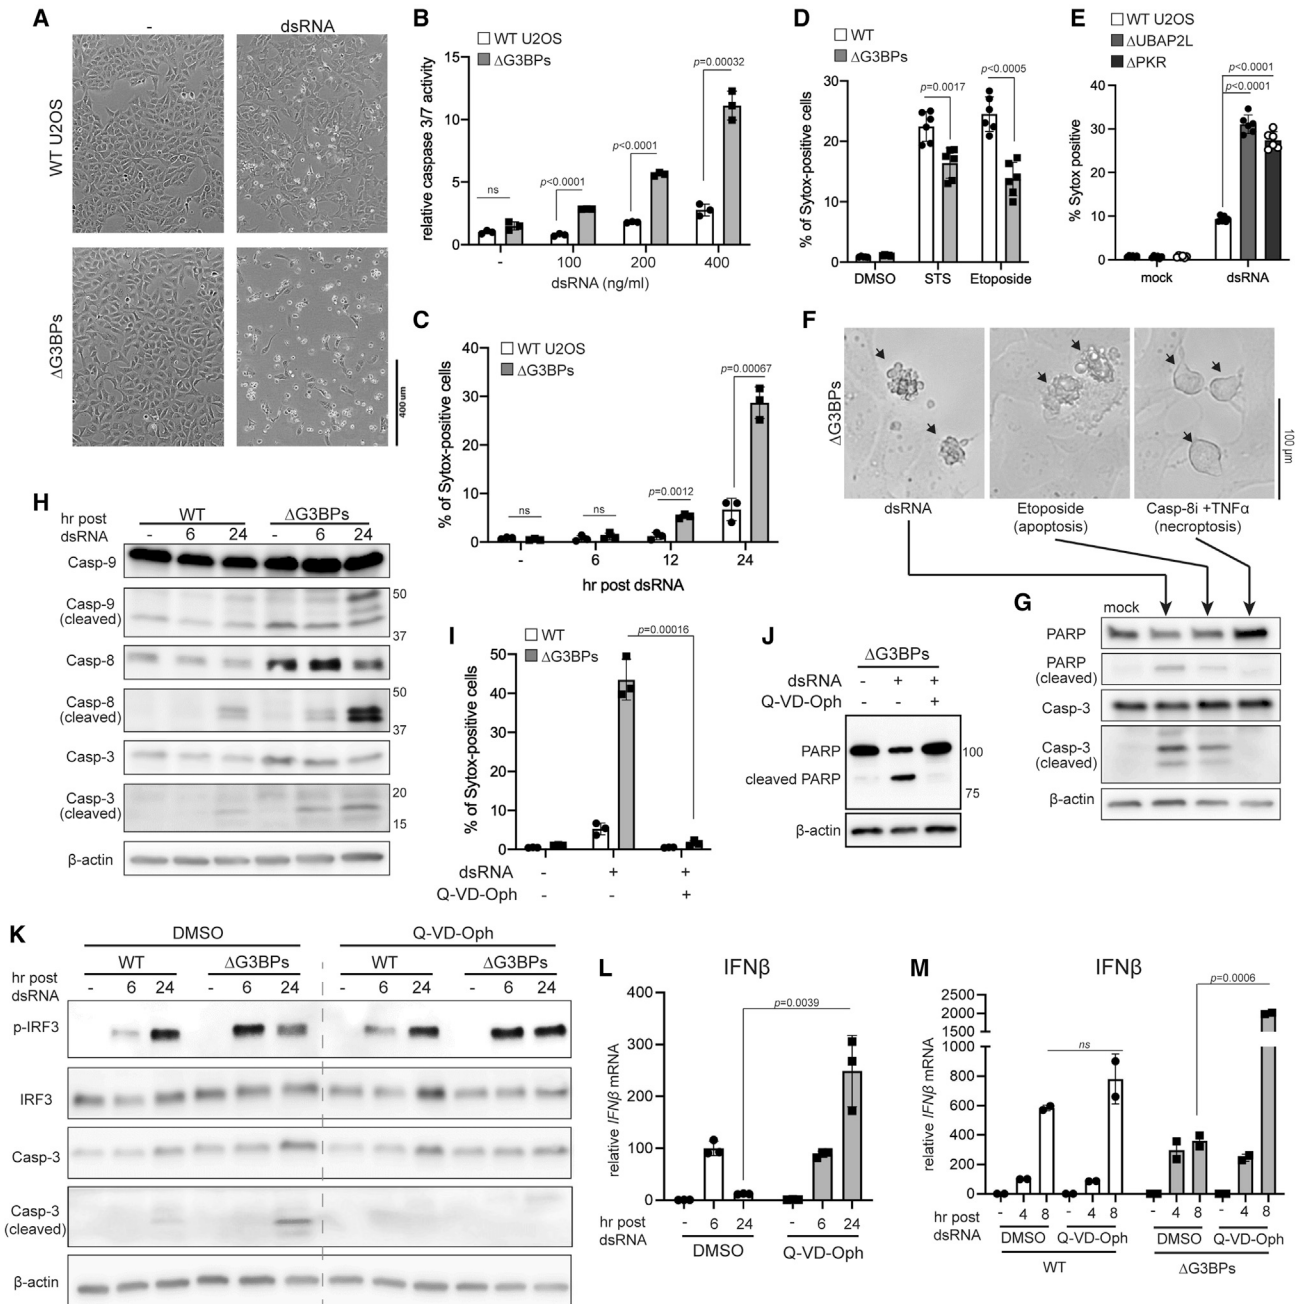 A
-
dsRNA
WT U2OS
ΔG3BPs
400 um
B
WT U2OS
ΔG3BPs
relative caspase 3/7 activity
15
10
5
0
ns
p<0.0001
p<0.0001
p=0.00032
- 100 200 400
dsRNA (ng/ml)
C
WT U2OS
ΔG3BPs
% of Sytox-positive cells
40
30
20
10
0
ns
ns
p=0.0012
p=0.00067
- 6 12 24
hr post dsRNA
D
WT
ΔG3BPs
% of Sytox-positive cells
30
20
10
0
p=0.0017
p<0.0005
DMSO STS Etoposide
E
WT U2OS
ΔUBAP2L
ΔPKR
% Sytox positive
40
30
20
10
0
p<0.0001
p<0.0001
mock dsRNA
F
ΔG3BPs
100 μm
dsRNA
Etoposide
(apoptosis)
Casp-8i +TNFα
(necroptosis)
G
mock
PARP
PARP
(cleaved)
Casp-3
Casp-3
(cleaved)
β-actin
H
hr post
dsRNA
WT ΔG3BPs
- 6 24 - 6 24
Casp-9
Casp-9
(cleaved)
50
37
Casp-8
Casp-8
(cleaved)
50
37
Casp-3
Casp-3
(cleaved)
20
15
β-actin
I
WT
ΔG3BPs
% of Sytox-positive cells
50
40
30
20
10
0
p=0.00016
dsRNA - + +
Q-VD-Oph - - +
J
ΔG3BPs
dsRNA - + +
Q-VD-Oph - - +
PARP
100
cleaved PARP
75
β-actin
K
DMSO Q-VD-Oph
WT ΔG3BPs WT ΔG3BPs
hr post
dsRNA
- 6 24 - 6 24 - 6 24 - 6 24
p-IRF3
IRF3
Casp-3
Casp-3
(cleaved)
β-actin
L
IFNβ
relative IFNβ mRNA
400
300
200
100
0
p=0.0039
hr post
dsRNA
- 6 24 - 6 24
DMSO Q-VD-Oph
M
IFNβ
relative IFNβ mRNA
2500
2000
1500
1000
800
600
400
200
0
ns
p=0.0006
hr post
dsRNA
- 4 8 - 4 8 - 4 8 - 4 8
DMSO Q-VD-Oph DMSO Q-VD-Oph
WT ΔG3BPs